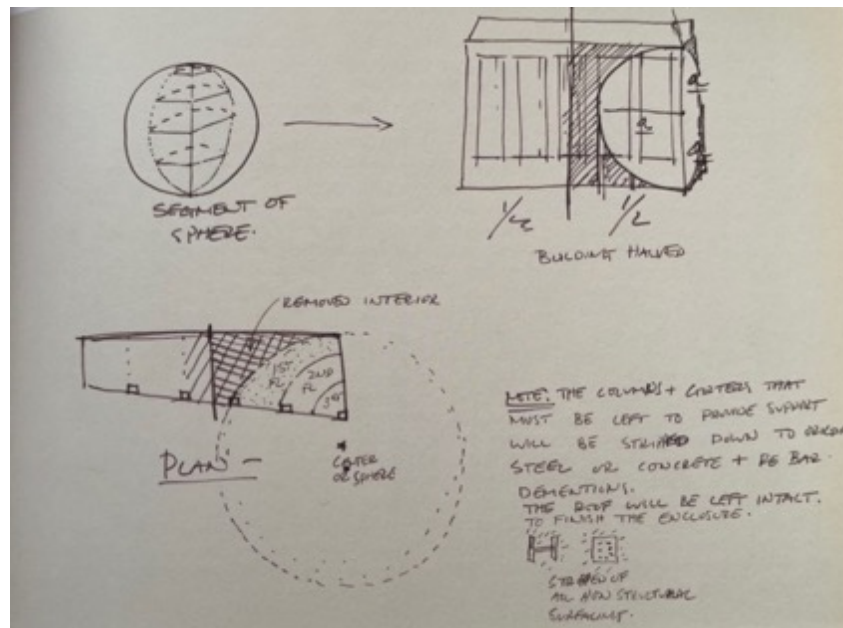 SEGMENT OF
SPHERE.
a
a
a
1/2
1/2
BUILDING HALVED
REMOVED INTERIOR
1ST
FL
2ND
FL
3RD
PLAN -
CENTER
OF SPHERE
NOTE: THE COLUMNS + GIRTERS THAT
MUST BE LEFT TO PROVIDE SUPPORT
WILL BE STRIPPED DOWN TO
STEEL OR CONCRETE + RE BAR.
DEMENTIONS.
THE ROOF WILL BE LEFT INTACT.
TO FINISH THE ENCLOSURE.
STRIPPED OF
ALL NON STRUCTURAL
SURFACING.